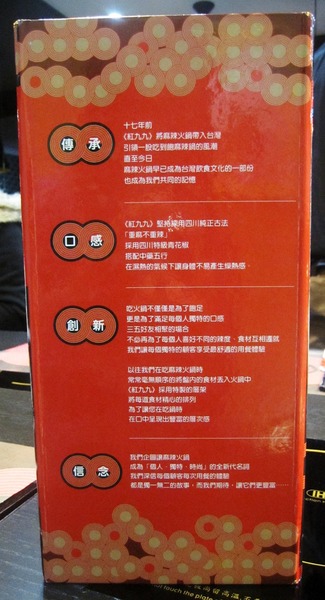 傳承
十七年前
《紅九九》將麻辣火鍋帶入台灣
引領一股吃到飽麻辣鍋的風潮
直至今日
麻辣火鍋早已成為台灣飲食文化的一部份
也成為我們共同的記憶
口感
《紅九九》堅持採用四川純正古法
「重麻不重辣」
採用四川特級青花椒
搭配中藥五行
在濕熱的氣候下讓身體不易產生燥熱感.
創新
吃火鍋不僅僅是為了飽足
更是為了滿足每個人獨特的口感
三五好友相聚的場合
不必再為了每個人喜好不同的辣度、食材互相遷就
我們讓每個獨特的顧客享受最舒適的用餐體驗
以往我們在吃麻辣火鍋時
常常毫無順序的將盤內的食材丟入火鍋中
《紅九九》採用特製的層架
將每道食材精心的排列
為了讓您在吃鍋時
在口中呈現出豐富的層次感
信念
我們企圖讓麻辣火鍋
成為「個人、獨特、時尚」的全新代名詞
我們深信每個顧客每次用餐的體驗
都是獨一無二的故事，而我們期待，讓它們更豐富……
IH
touch the plate